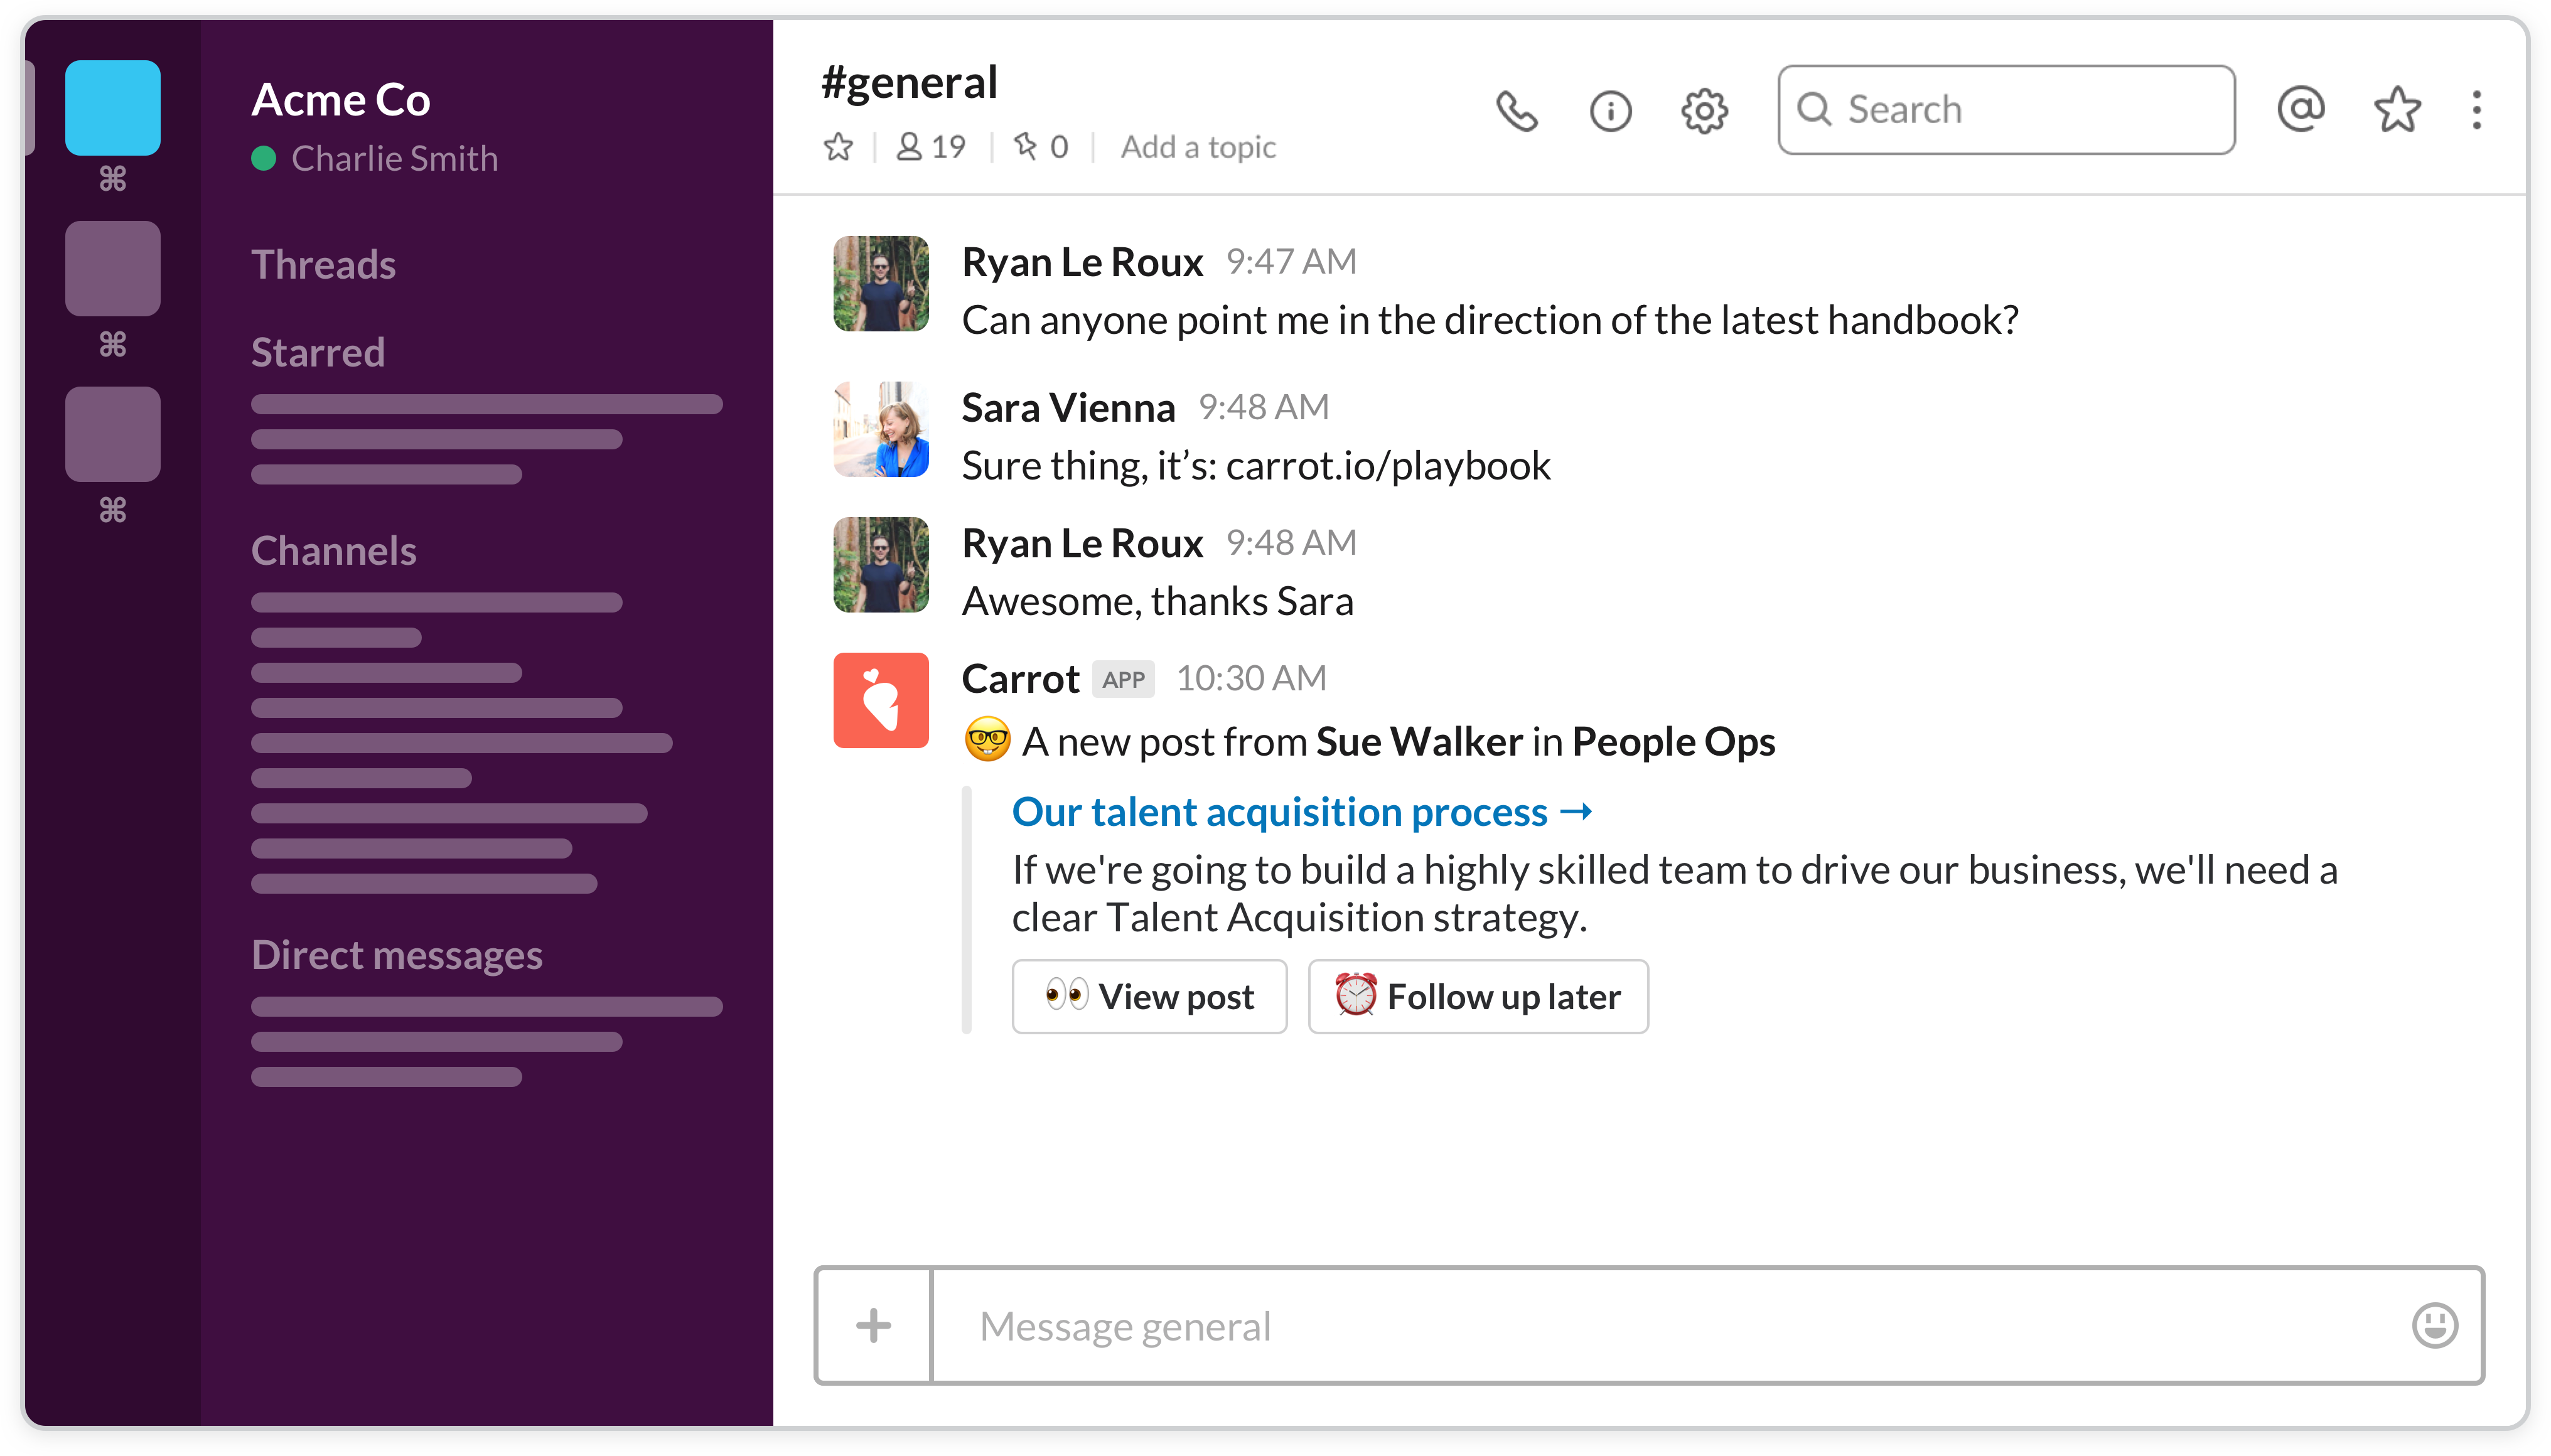 Acme Co
Charlie Smith
⌘
⌘
⌘
Threads
Starred
Channels
Direct messages
#general
19
0
Add a topic
Search
Ryan Le Roux 9:47 AM
Can anyone point me in the direction of the latest handbook?
Sara Vienna 9:48 AM
Sure thing, it’s: carrot.io/playbook
Ryan Le Roux 9:48 AM
Awesome, thanks Sara
Carrot APP 10:30 AM
🤓 A new post from Sue Walker in People Ops
Our talent acquisition process →
If we're going to build a highly skilled team to drive our business, we'll need a
clear Talent Acquisition strategy.
👀 View post
⏰ Follow up later
+
Message general